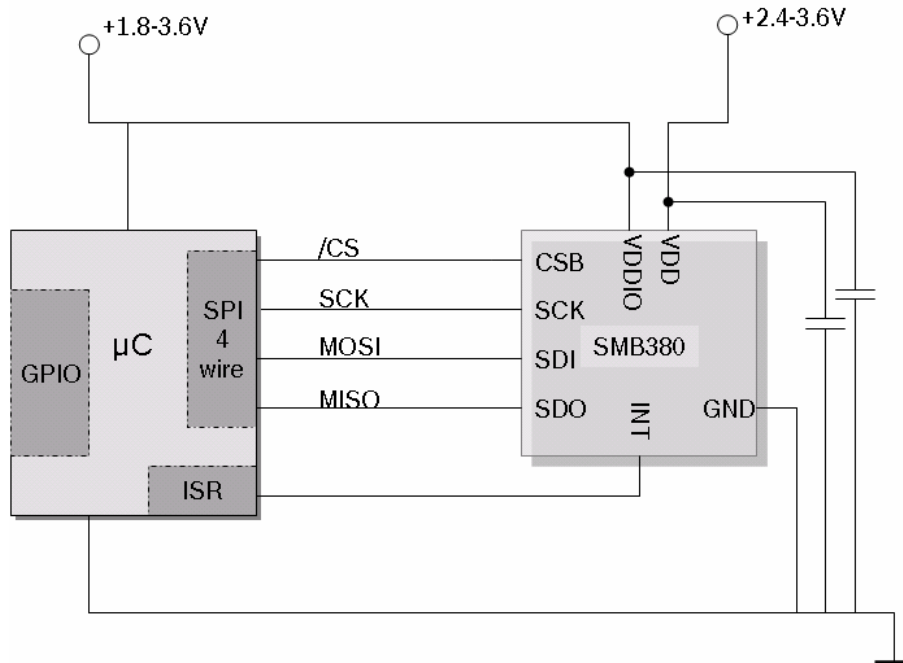 +1.8-3.6V
+2.4-3.6V
/CS
SCK
MOSI
MISO
SPI
4
wire
µC
GPIO
ISR
CSB
SCK
SDI
SDO
VDDIO
VDD
SMB380
INT
GND